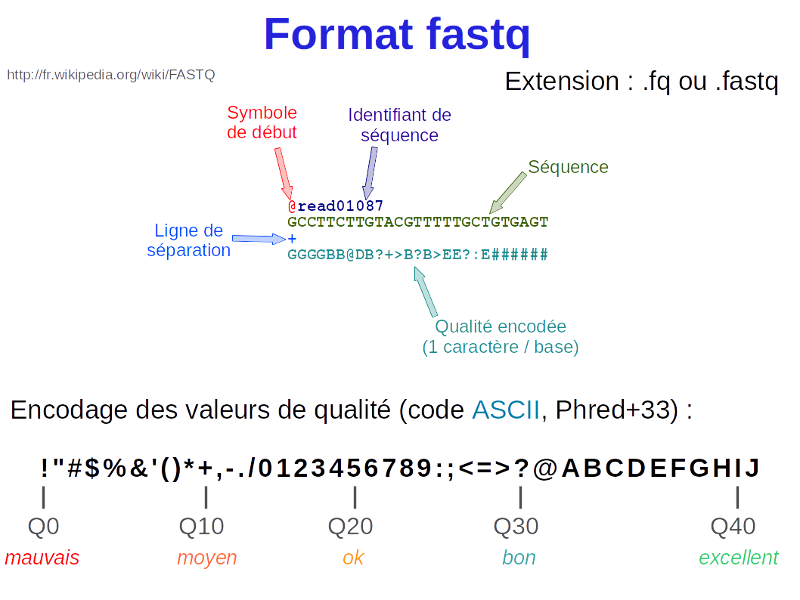 Format fastq
http://fr.wikipedia.org/wiki/FASTQ
Extension : .fq ou .fastq
Symbole
de début
Identifiant de
séquence
Séquence
@read01087
GCCTTCTTGTACGTTTTTGCTGTGAGT
Ligne de
séparation
+
GGGGBB@DB?+>B?B>EE?:E######
Qualité encodée
(1 caractère / base)
Encodage des valeurs de qualité (code ASCII, Phred+33) :
!"#$%&'()*+,-./0123456789:;<=>?@ABCDEFGHIJ
Q0 Q10 Q20 Q30 Q40
mauvais moyen ok bon excellent